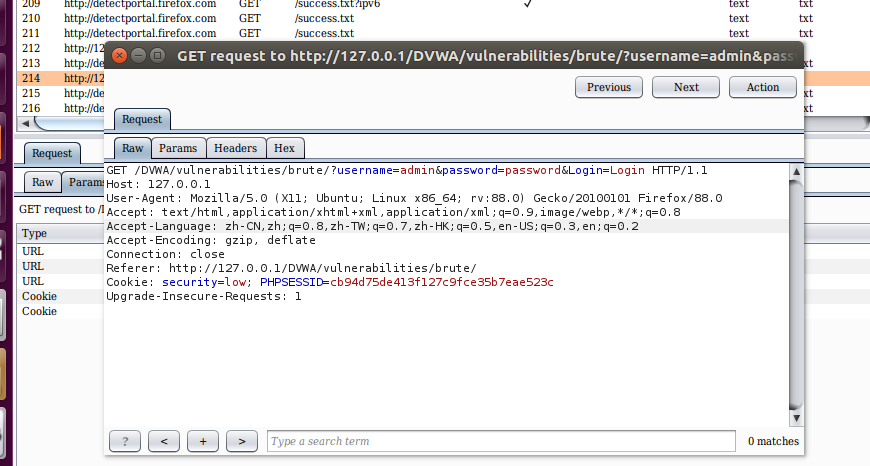 209 http://detectportal.firefox.com GET /success.txt?ipv6 ✓ text txt
210 http://detectportal.firefox.com GET /success.txt text txt
211 http://detectportal.firefox.com GET /success.txt text txt
212 http://12
213 http://de xt
214 http://12
215 http://de xt
216 http://de xt
GET request to http://127.0.0.1/DVWA/vulnerabilities/brute/?username=admin&pass
Previous Next Action
Request
Raw Params Headers Hex
GET /DVWA/vulnerabilities/brute/?username=admin&password=password&Login=Login HTTP/1.1
Host: 127.0.0.1
User-Agent: Mozilla/5.0 (X11; Ubuntu; Linux x86_64; rv:88.0) Gecko/20100101 Firefox/88.0
Accept: text/html,application/xhtml+xml,application/xml;q=0.9,image/webp,*/*;q=0.8
Accept-Language: zh-CN,zh;q=0.8,zh-TW;q=0.7,zh-HK;q=0.5,en-US;q=0.3,en;q=0.2
Accept-Encoding: gzip, deflate
Connection: close
Referer: http://127.0.0.1/DVWA/vulnerabilities/brute/
Cookie: security=low; PHPSESSID=cb94d75de413f127c9fce35b7eae523c
Upgrade-Insecure-Requests: 1
? < + > Type a search term 0 matches
Request
Raw Params
GET request to /
Type
URL
URL
URL
Cookie
Cookie